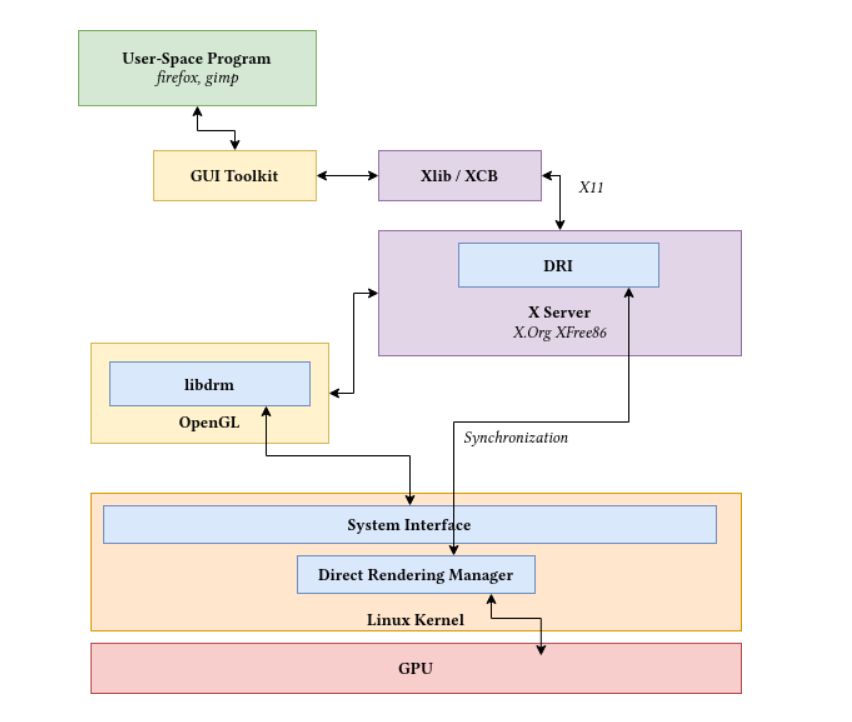 User-Space Program
firefox, gimp
GUI Toolkit
Xlib / XCB
X11
DRI
X Server
X.Org XFree86
libdrm
OpenGL
Synchronization
System Interface
Direct Rendering Manager
Linux Kernel
GPU